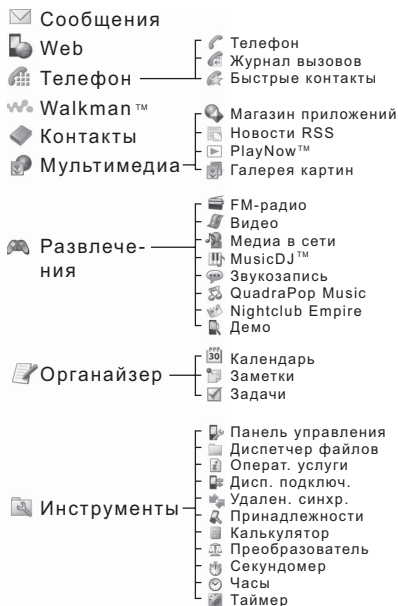 Сообщения
Web
Телефон
Телефон
Журнал вызовов
Быстрые контакты
Walkman™
Контакты
Мультимедиа
Магазин приложений
Новости RSS
PlayNow™
Галерея картин
Развлече-
ния
FM-радио
Видео
Медиа в сети
MusicDJ™
Звукозапись
QuadraPop Music
Nightclub Empire
Демо
Органайзер
30
Календарь
Заметки
Задачи
Инструменты
Панель управления
Диспетчер файлов
Операт. услуги
Дисп. подключ.
Удален. синхр.
Принадлежности
Калькулятор
Преобразователь
Секундомер
Часы
Таймер